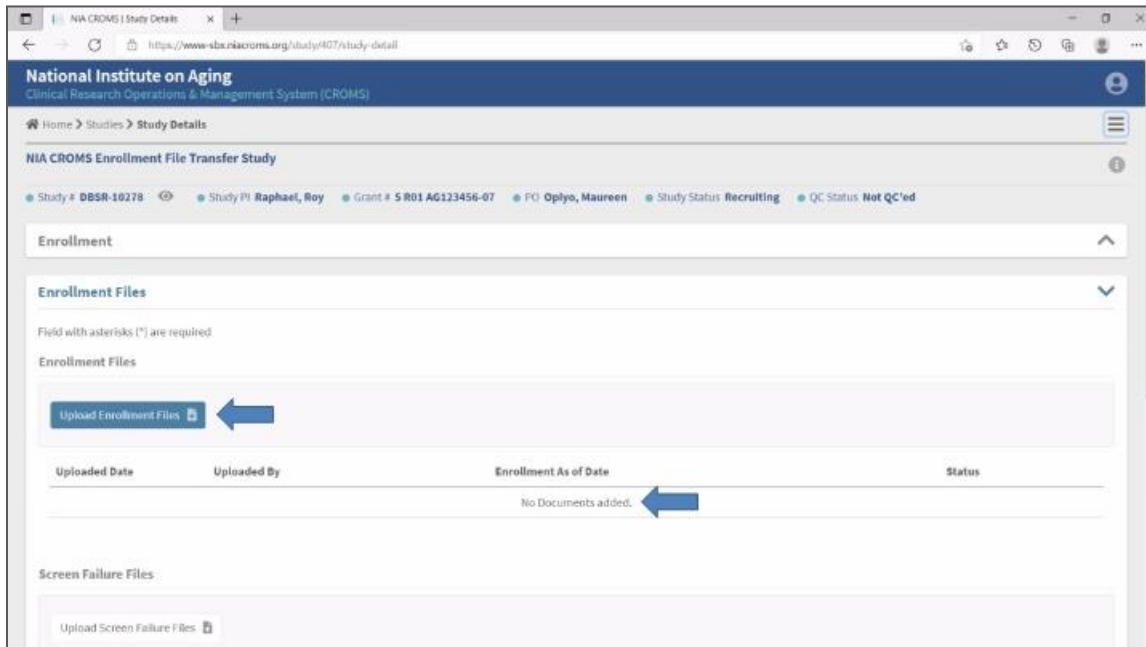 NIA CROMS | Study Details
https://www-sbx.niacroms.org/study/407/study-detail
National Institute on Aging
Clinical Research Operations & Management System (CROMS)
Home > Studies > Study Details
NIA CROMS Enrollment File Transfer Study
Study # DBSR-10278 Study PI Raphael, Roy Grant # 5 R01 AG123456-07 PO Opiyo, Maureen Study Status Recruiting QC Status Not QC'ed
Enrollment
Enrollment Files
Field with asterisks (*) are required
Enrollment Files
Upload Enrollment Files
Uploaded Date Uploaded By Enrollment As of Date Status
No Documents added.
Screen Failure Files
Upload Screen Failure Files